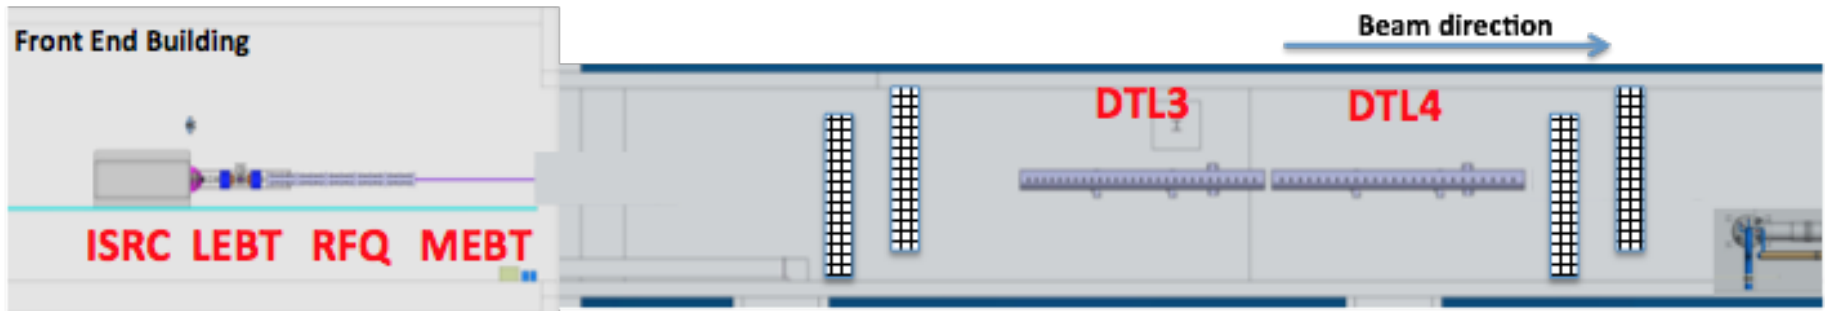 Front End Building
Beam direction
DTL3
DTL4
ISRC LEBT RFQ MEBT